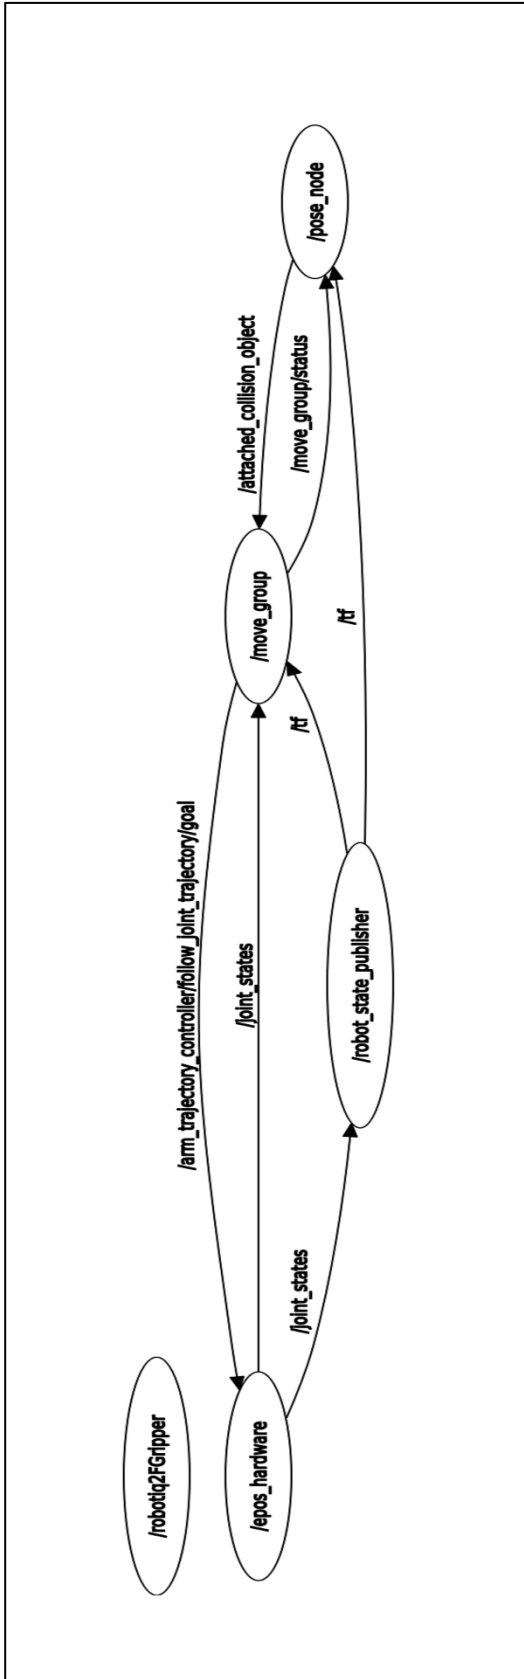 /robotiq2FGripper
/epos_hardware
/arm_trajectory_controller/follow_joint_trajectory/goal
/joint_states
/joint_states
/robot_state_publisher
/tf
/tf
/move_group
/attached_collision_object
/move_group/status
/pose_node